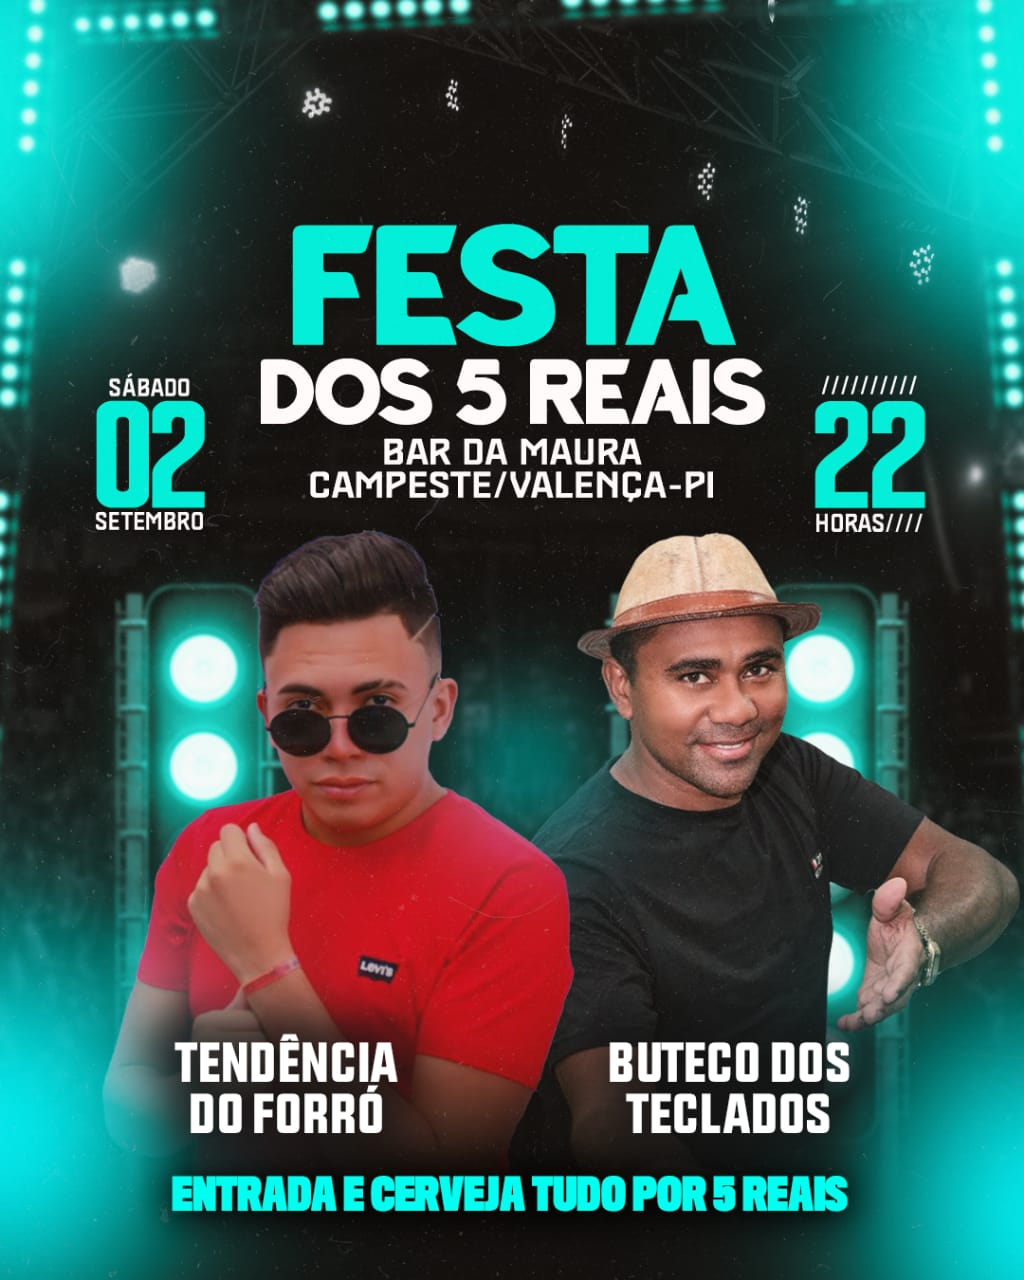 FESTA
DOS 5 REAIS
BAR DA MAURA
CAMPESTE/VALENÇA-PI
SÁBADO
02
SETEMBRO
//////////
22
HORAS////
Levi's
TENDÊNCIA
DO FORRÓ
BUTECO DOS
TECLADOS
ENTRADA E CERVEJA TUDO POR 5 REAIS